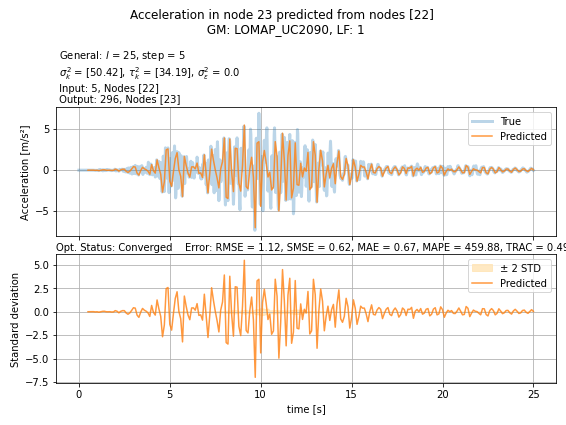 Acceleration in node 23 predicted from nodes [22]
GM: LOMAP_UC2090, LF: 1
General: l = 25, step = 5
σ²ₖ = [50.42], τ²ₖ = [34.19], σ²ε = 0.0
Input: 5, Nodes [22]
Output: 296, Nodes [23]
True
Predicted
Acceleration [m/s²]
5
0
−5
Opt. Status: Converged Error: RMSE = 1.12, SMSE = 0.62, MAE = 0.67, MAPE = 459.88, TRAC = 0.49
± 2 STD
Predicted
Standard deviation
5.0
2.5
0.0
−2.5
−5.0
−7.5
0 5 10 15 20 25
time [s]